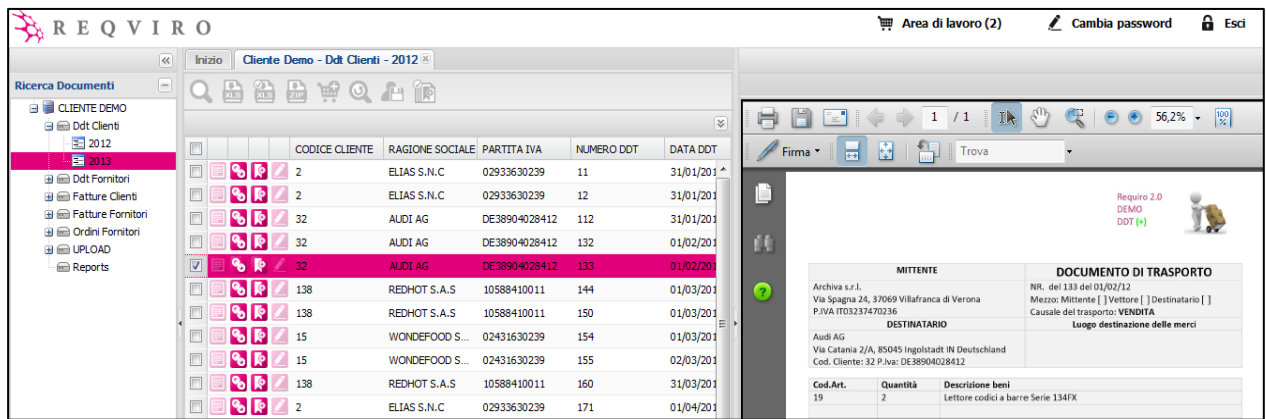 REQVIRO
Area di lavoro (2) Cambia password Esci
Inizio Cliente Demo - Ddt Clienti - 2012
Ricerca Documenti
CLIENTE DEMO
Ddt Clienti
2012
2013
Ddt Fornitori
Fatture Clienti
Fatture Fornitori
Ordini Fornitori
UPLOAD
Reports
XLS XLS ZIP
CODICE CLIENTE RAGIONE SOCIALE PARTITA IVA NUMERO DDT DATA DDT
2 ELIAS S.N.C 02933630239 11 31/01/201
2 ELIAS S.N.C 02933630239 12 31/01/201
32 AUDI AG DE38904028412 112 31/01/201
32 AUDI AG DE38904028412 132 01/02/201
32 AUDI AG DE38904028412 133 01/02/201
138 REDHOT S.A.S 10588410011 144 01/03/201
138 REDHOT S.A.S 10588410011 150 01/03/201
15 WONDEFOOD S... 02431630239 154 01/03/201
15 WONDEFOOD S... 02431630239 155 02/03/201
138 REDHOT S.A.S 10588410011 160 31/03/201
2 ELIAS S.N.C 02933630239 171 01/04/201
1 / 1 56,2% 100 %
Firma Trova
Requiro 2.0
DEMO
DDT (+)
MITTENTE DOCUMENTO DI TRASPORTO
Archiva s.r.l. NR. del 133 del 01/02/12
Via Spagna 24, 37069 Villafranca di Verona Mezzo: Mittente [ ] Vettore [ ] Destinatario [ ]
P.IVA IT03237470236 Causale del trasporto: VENDITA
DESTINATARIO Luogo destinazione delle merci
Audi AG
Via Catania 2/A, 85045 Ingolstadt IN Deutschland
Cod. Cliente: 32 P.Iva: DE38904028412
Cod.Art. Quantità Descrizione beni
19 2 Lettore codici a barre Serie 134FX